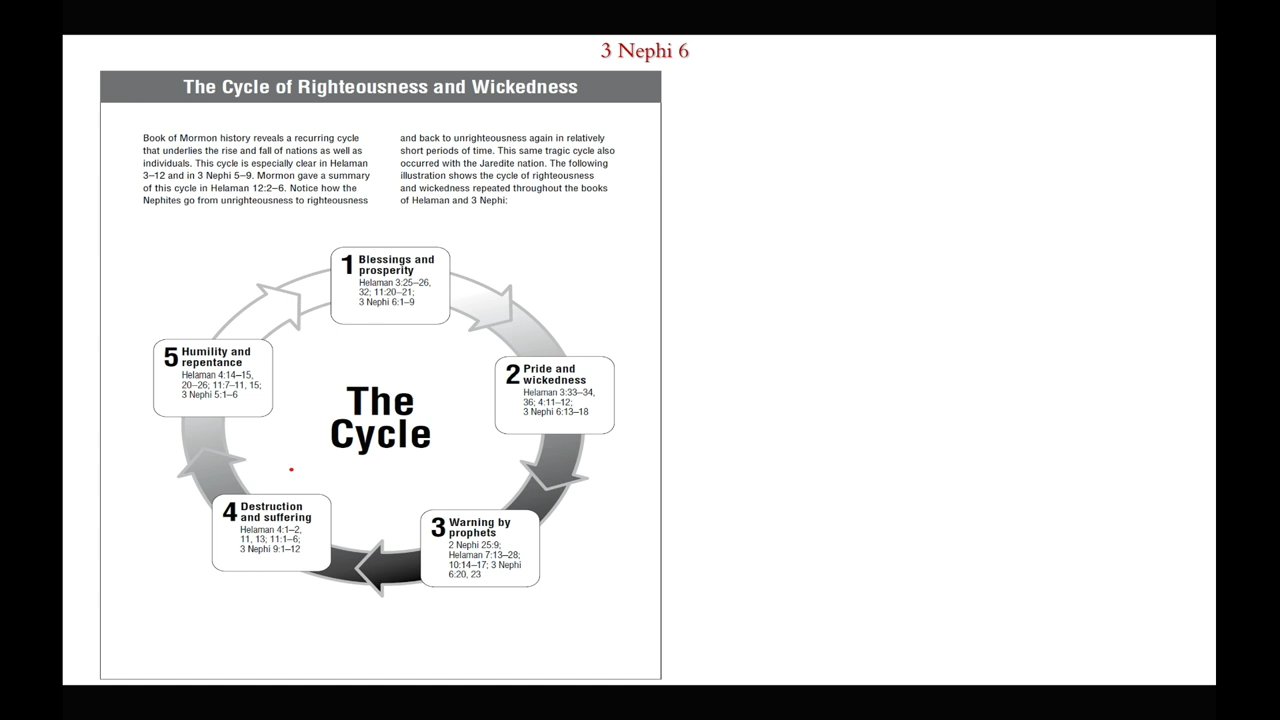 3 Nephi 6
The Cycle of Righteousness and Wickedness
Book of Mormon history reveals a recurring cycle
that underlies the rise and fall of nations as well as
individuals. This cycle is especially clear in Helaman
3–12 and in 3 Nephi 5–9. Mormon gave a summary
of this cycle in Helaman 12:2–6. Notice how the
Nephites go from unrighteousness to righteousness
and back to unrighteousness again in relatively
short periods of time. This same tragic cycle also
occurred with the Jaredite nation. The following
illustration shows the cycle of righteousness
and wickedness repeated throughout the books
of Helaman and 3 Nephi:
1 Blessings and
prosperity
Helaman 3:25–26,
32; 11:20–21;
3 Nephi 6:1–9
2 Pride and
wickedness
Helaman 3:33–34,
36; 4:11–12;
3 Nephi 6:13–18
3 Warning by
prophets
2 Nephi 25:9;
Helaman 7:13–28;
10:14–17; 3 Nephi
6:20, 23
4 Destruction
and suffering
Helaman 4:1–2,
11, 13; 11:1–6;
3 Nephi 9:1–12
5 Humility and
repentance
Helaman 4:14–15,
20–26; 11:7–11, 15;
3 Nephi 5:1–6
The
Cycle